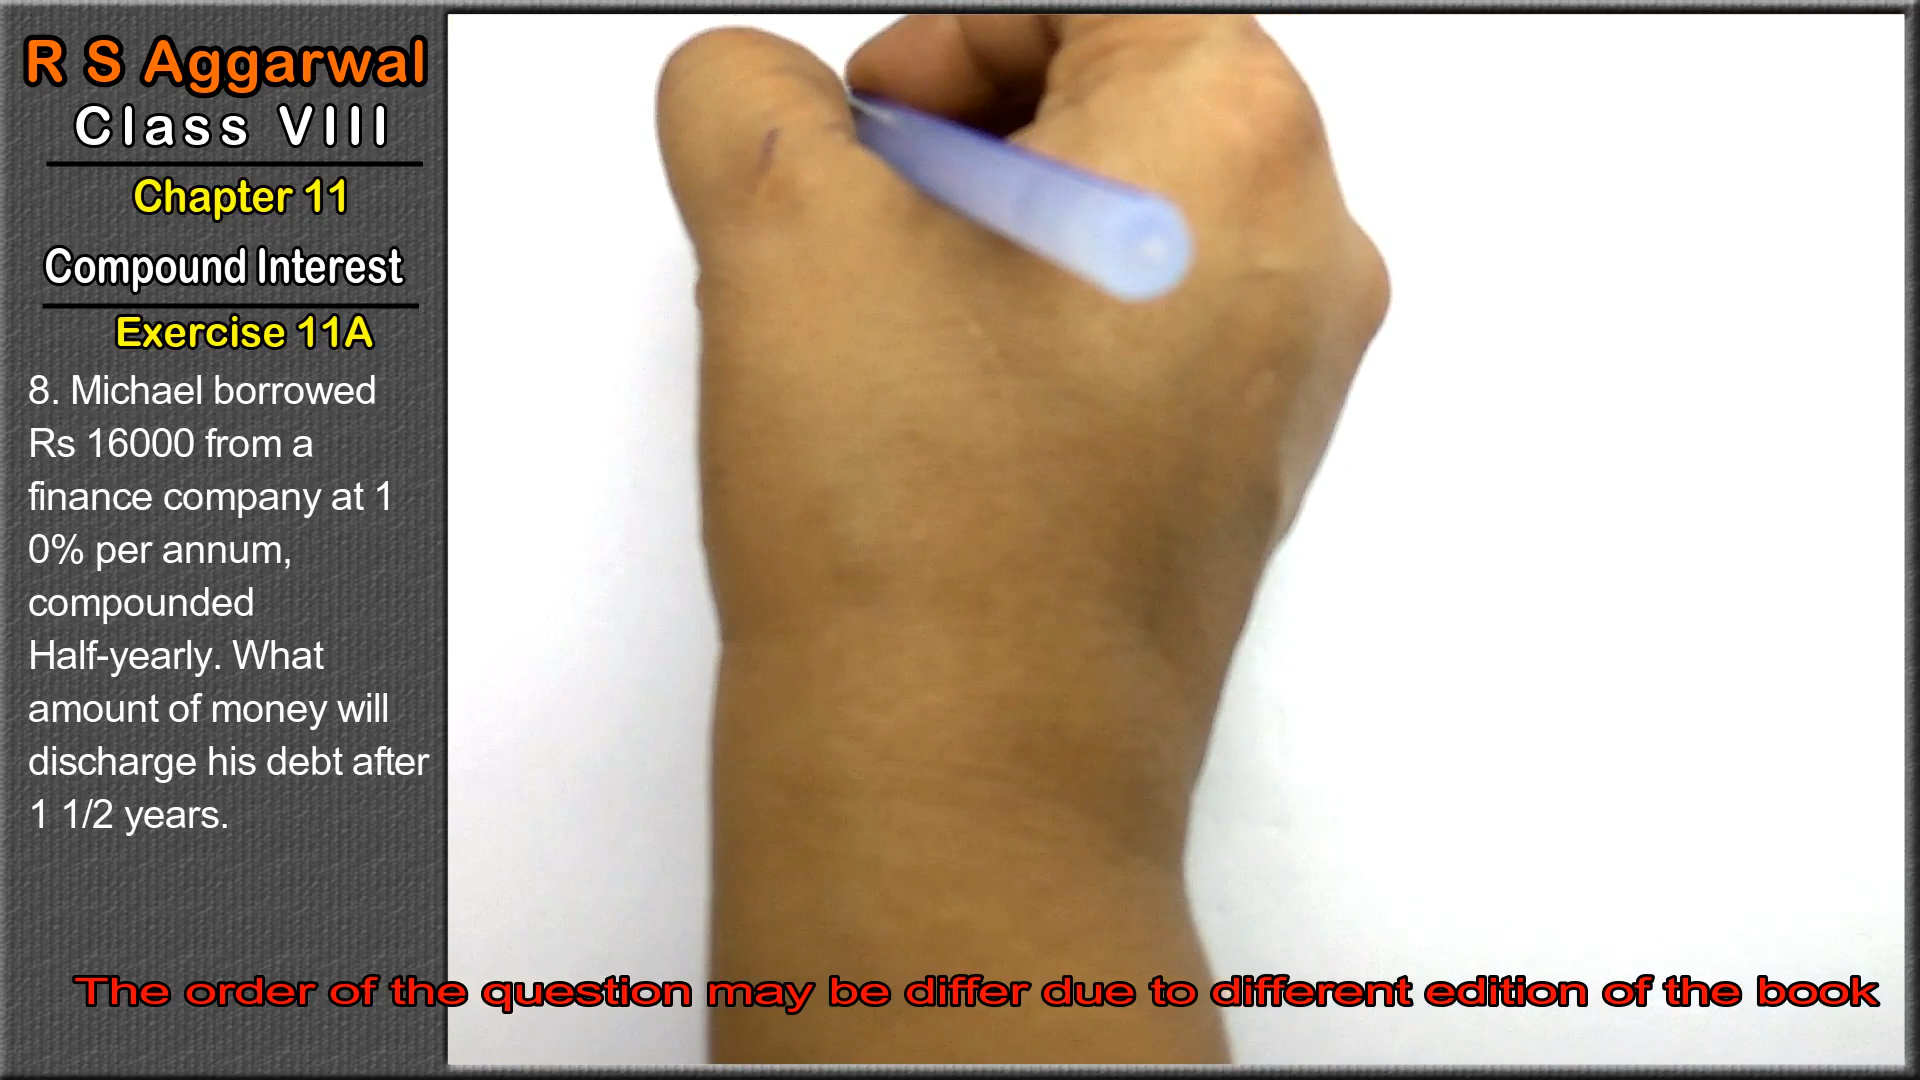 R S Aggarwal
Class VIII
Chapter 11
Compound Interest
Exercise 11A
8. Michael borrowed
Rs 16000 from a
finance company at 1
0% per annum,
compounded
Half-yearly. What
amount of money will
discharge his debt after
1 1/2 years.
The order of the question may be differ due to different edition of the book